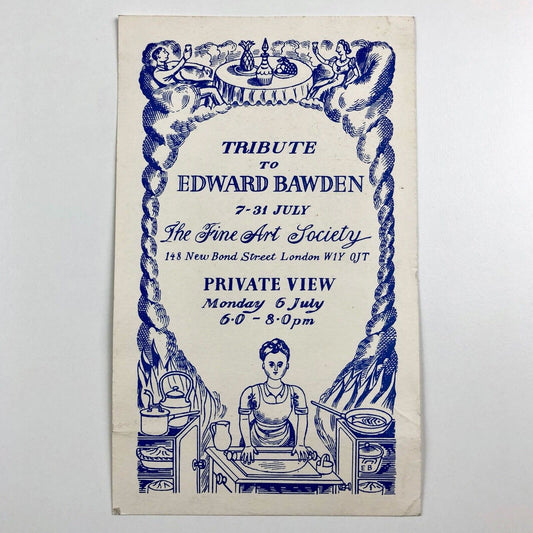 TRIBUTE
TO
EDWARD BAWDEN
7-31 JULY
The Fine Art Society
148 New Bond Street London W1Y 0JT
PRIVATE VIEW
Monday 6 July
6.0 - 8.0pm
EB